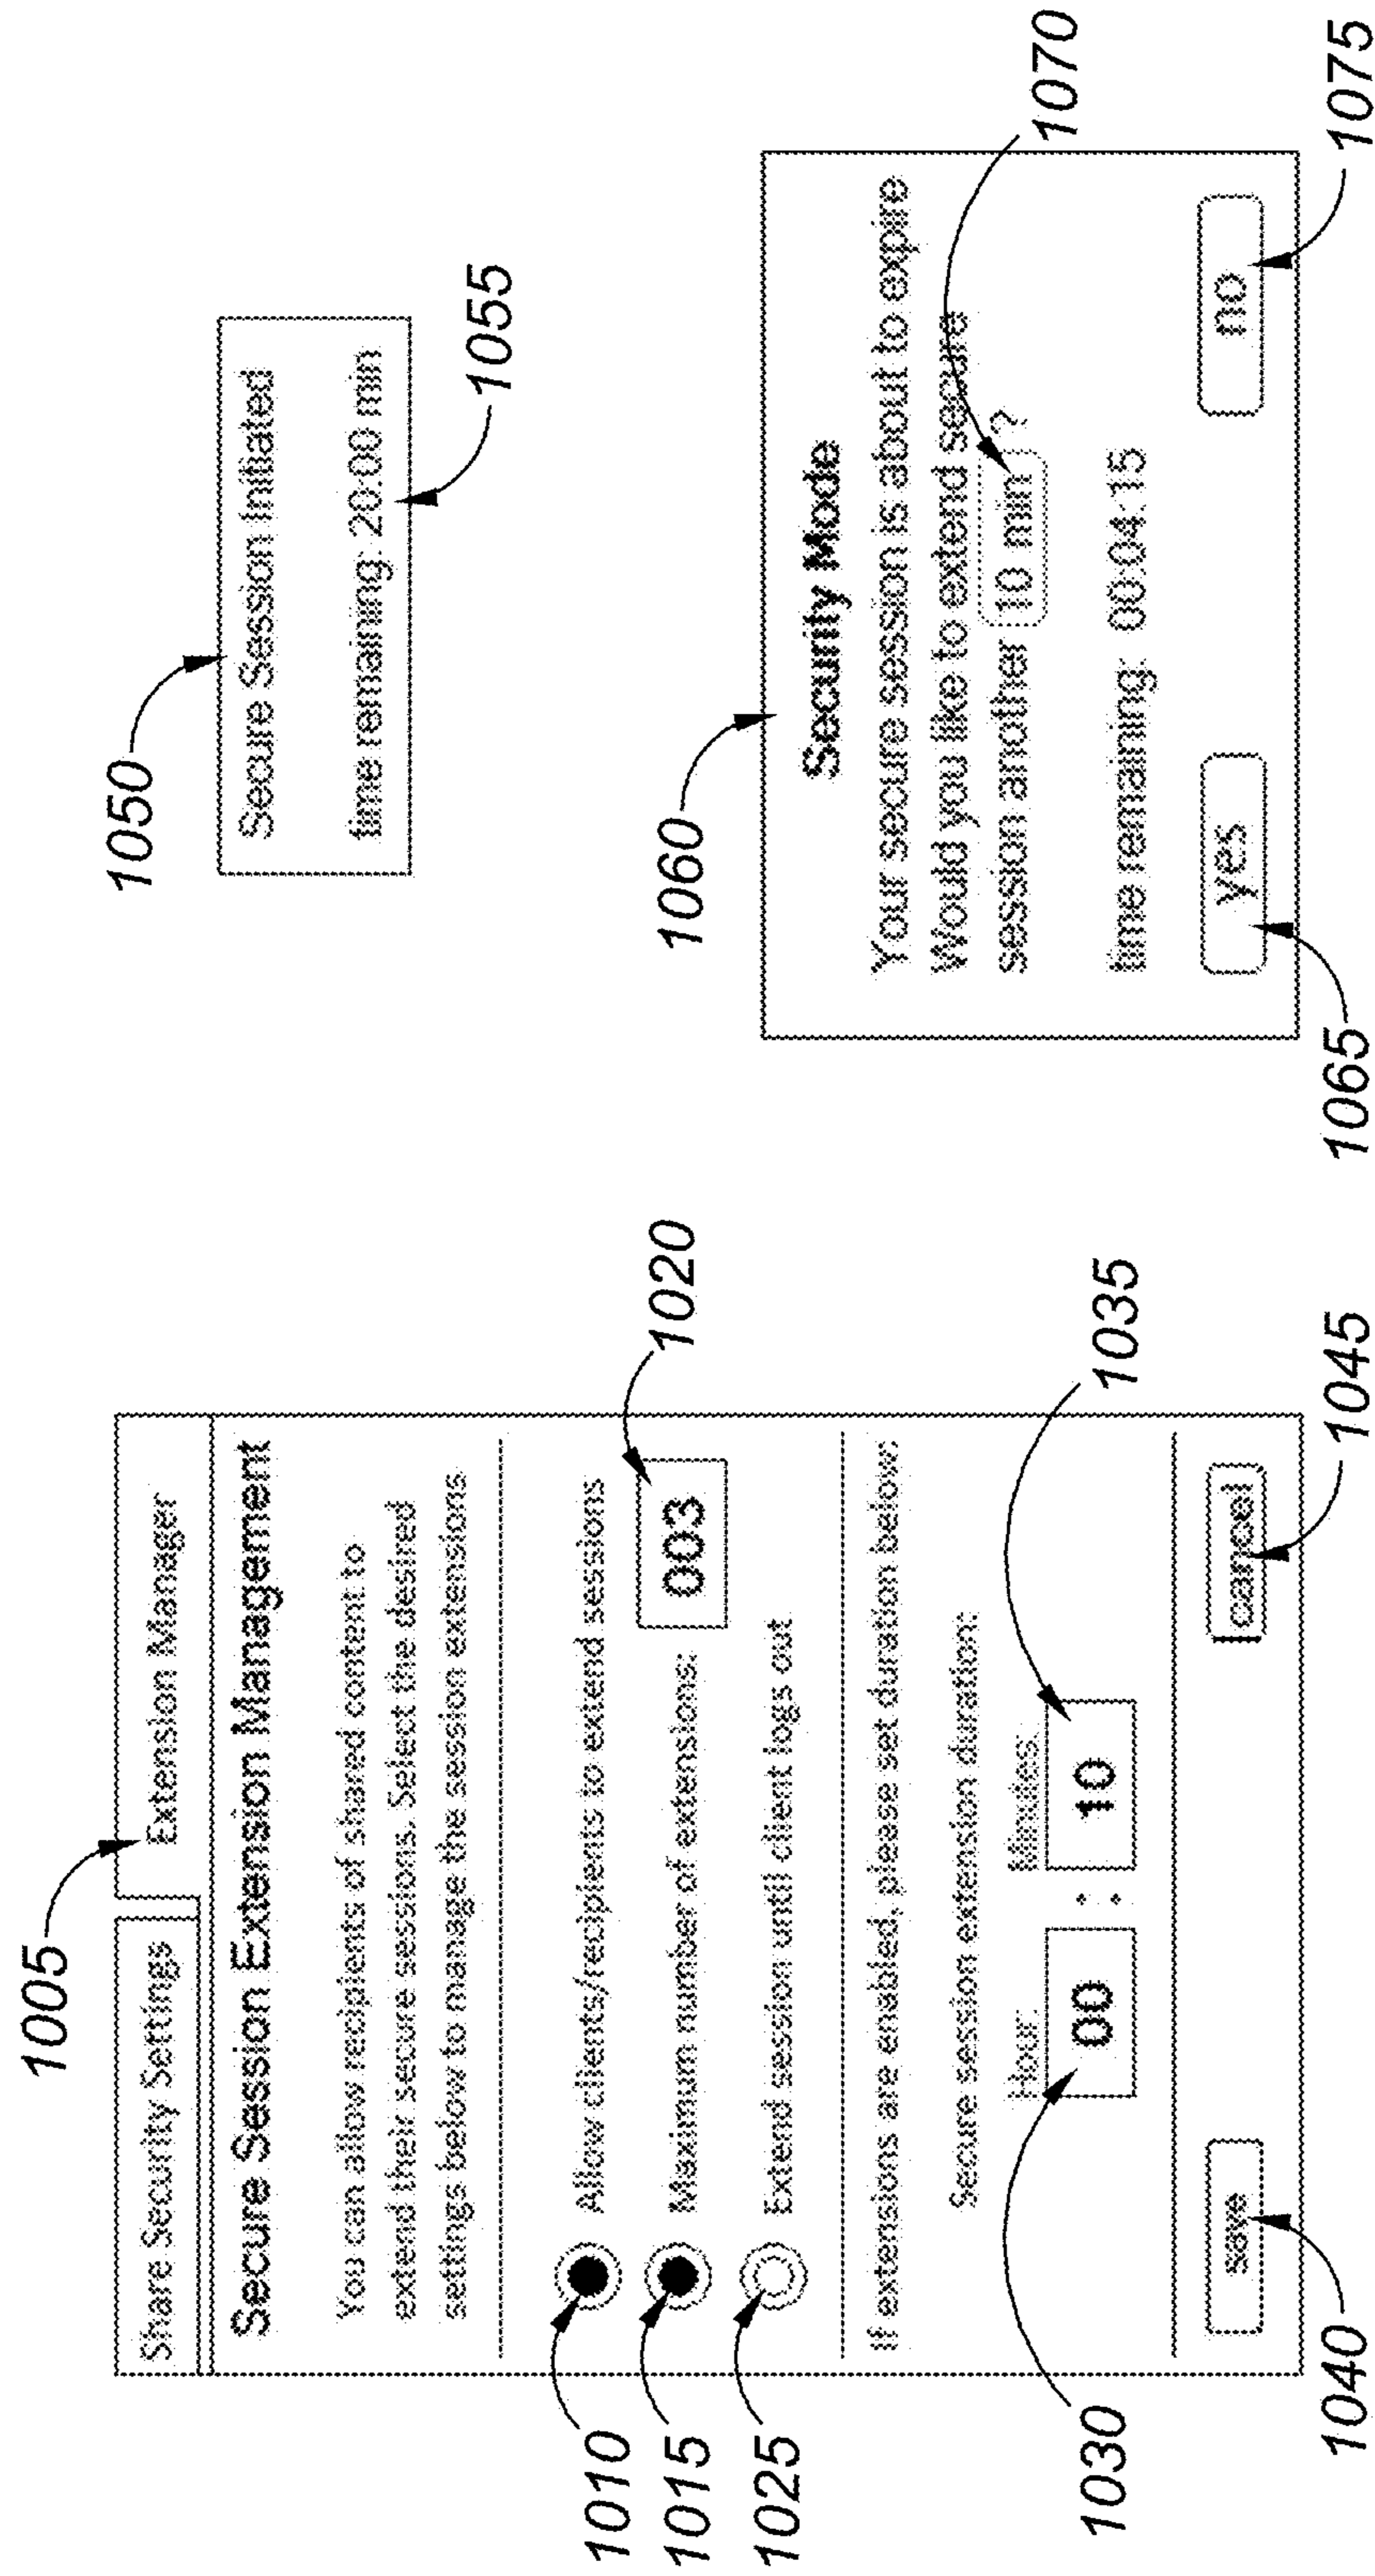 1005
Share Security Settings
Extension Manager
Secure Session Extension Management
You can allow recipients of shared content to
extend their secure sessions. Select the desired
settings below to manage the session extensions
1010
Allow clients/recipients to extend sessions
1015
Maximum number of extensions:
003
1020
1025
Extend session until client logs out
If extensions are enabled, please set duration below:
Secure session extension duration:
Hour:
Minutes:
1030
00
:
10
1035
save
cancel
1040
1045
1050
Secure Session Initiated
time remaining: 20:00 min
1055
1060
Security Mode
Your secure session is about to expire
Would you like to extend secure
session another 10 min ?
1070
time remaining: 00:04:15
yes
no
1065
1075